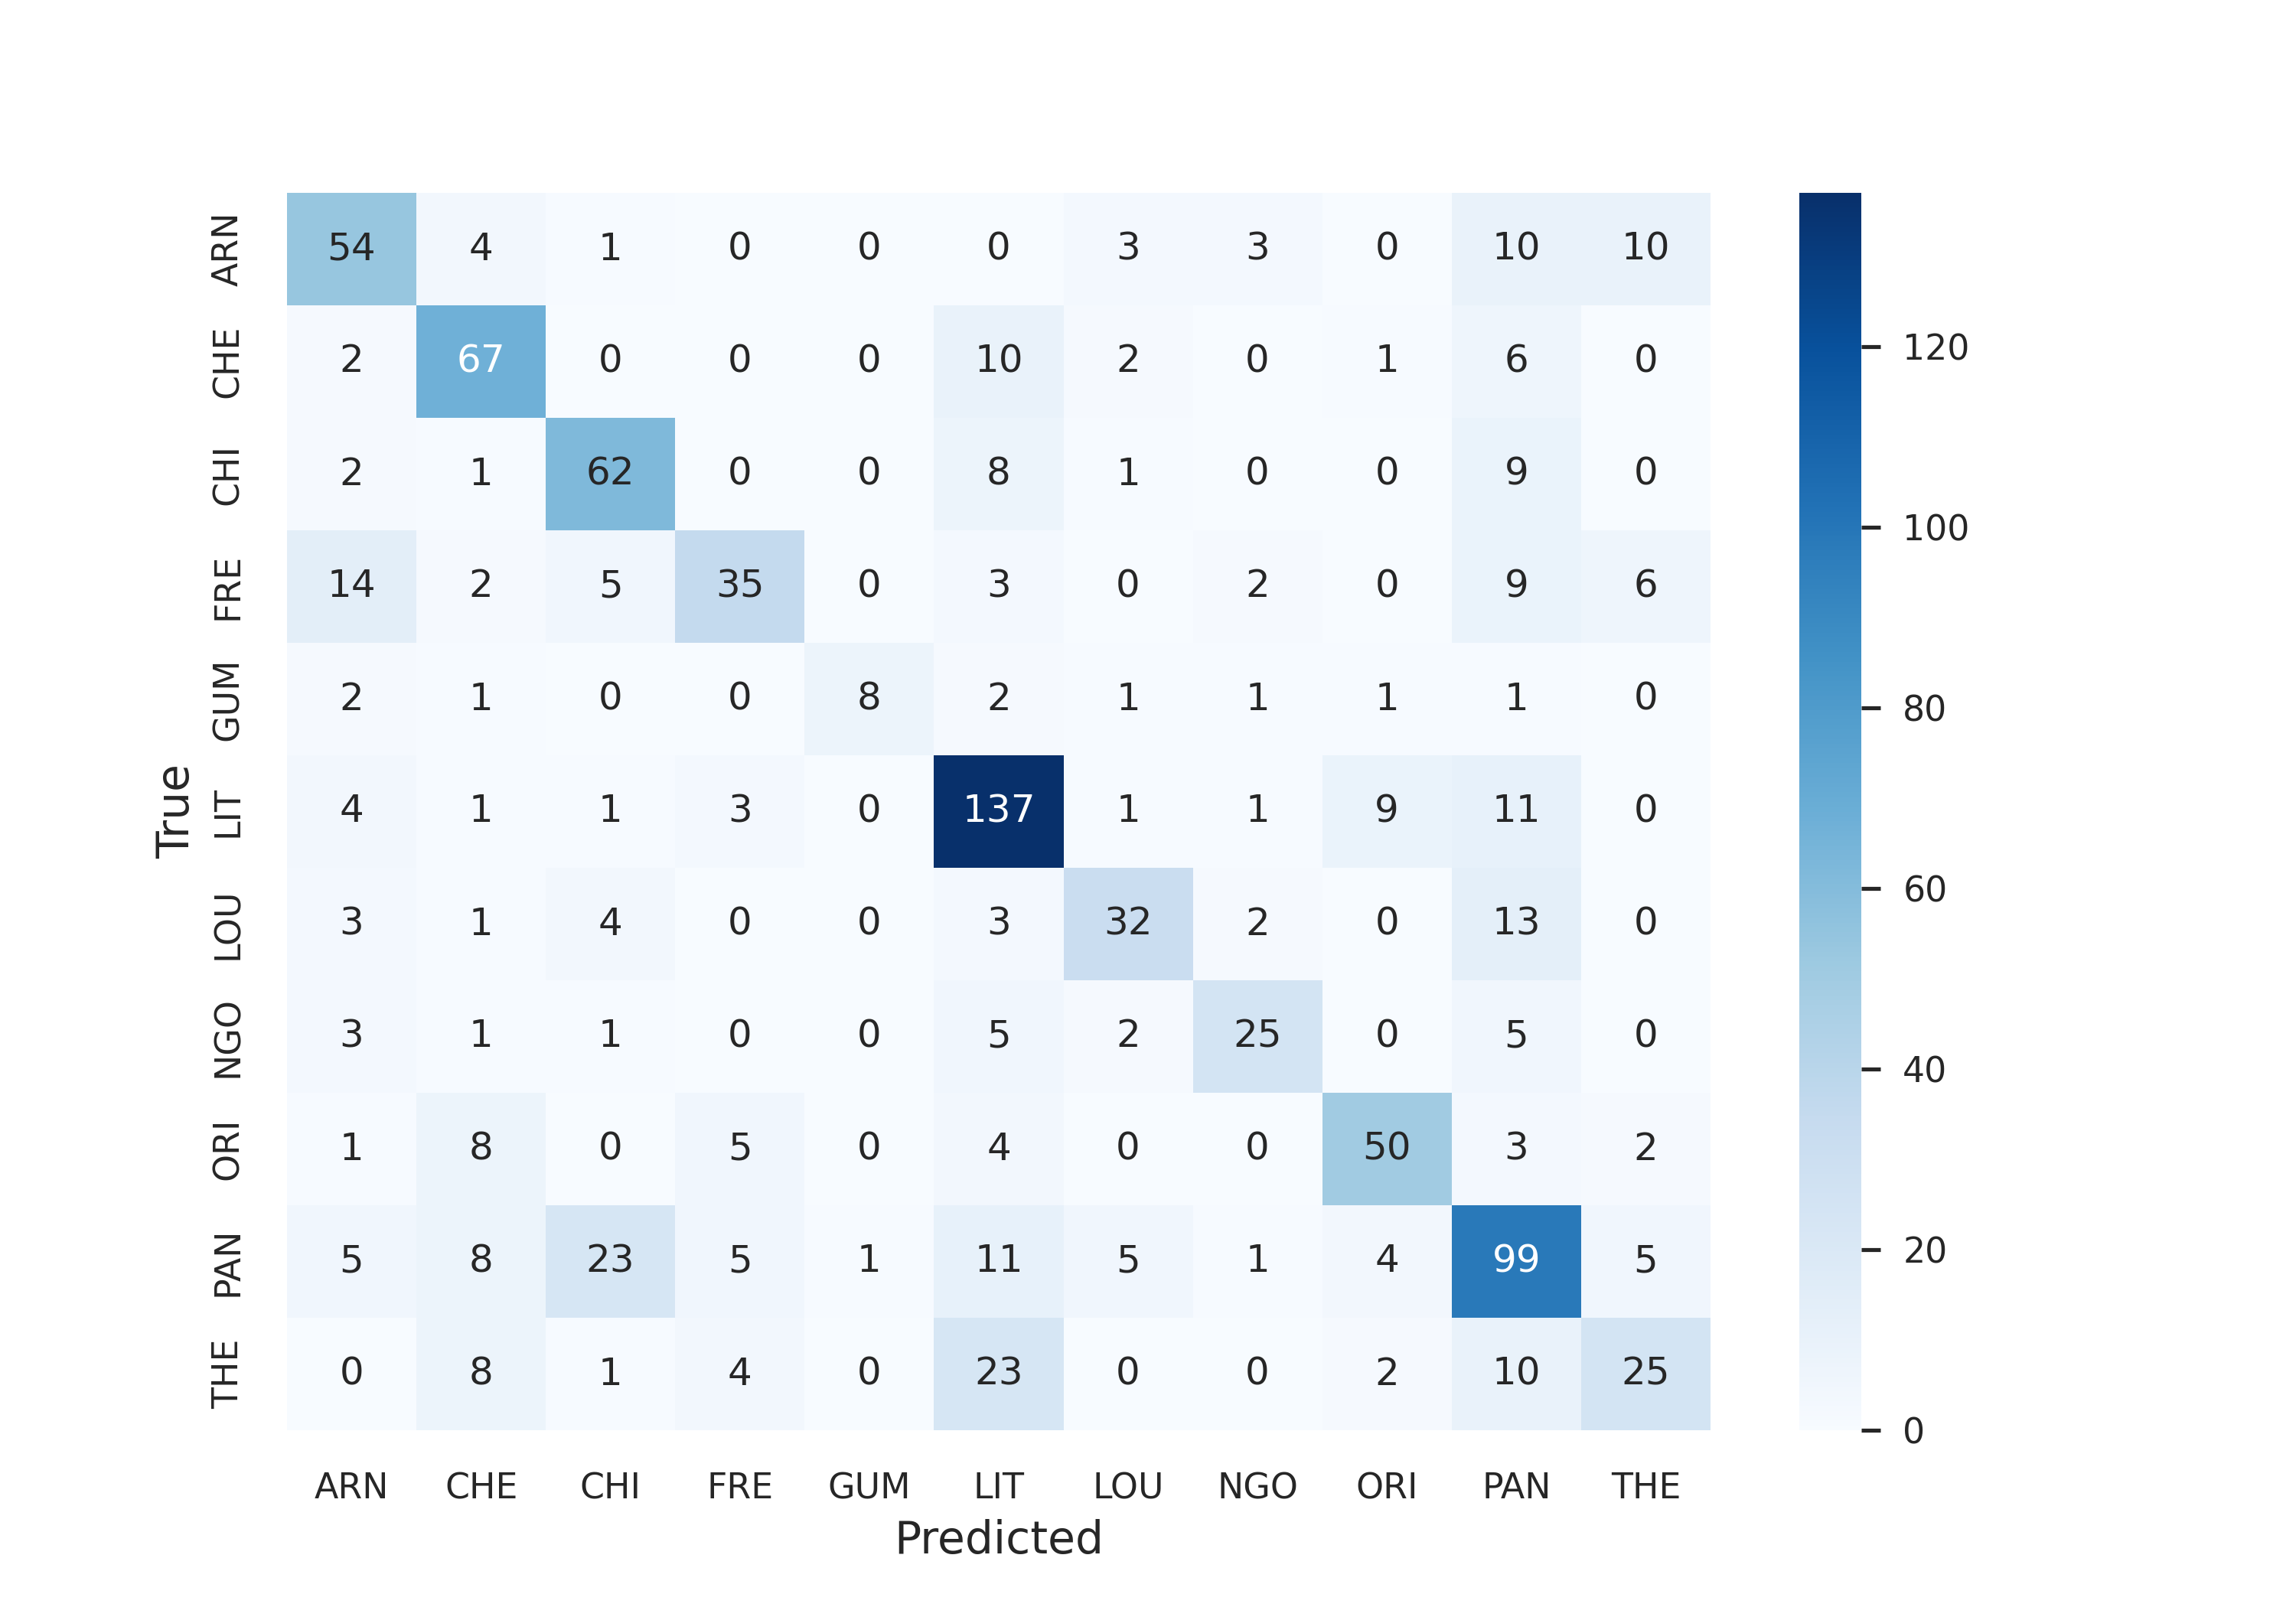 ARN 54 4 1 0 0 0 3 3 0 10 10
CHE 2 67 0 0 0 10 2 0 1 6 0
CHI 2 1 62 0 0 8 1 0 0 9 0
FRE 14 2 5 35 0 3 0 2 0 9 6
GUM 2 1 0 0 8 2 1 1 1 1 0
LIT 4 1 1 3 0 137 1 1 9 11 0
LOU 3 1 4 0 0 3 32 2 0 13 0
NGO 3 1 1 0 0 5 2 25 0 5 0
ORI 1 8 0 5 0 4 0 0 50 3 2
PAN 5 8 23 5 1 11 5 1 4 99 5
THE 0 8 1 4 0 23 0 0 2 10 25
True
ARN CHE CHI FRE GUM LIT LOU NGO ORI PAN THE
Predicted
120
100
80
60
40
20
0